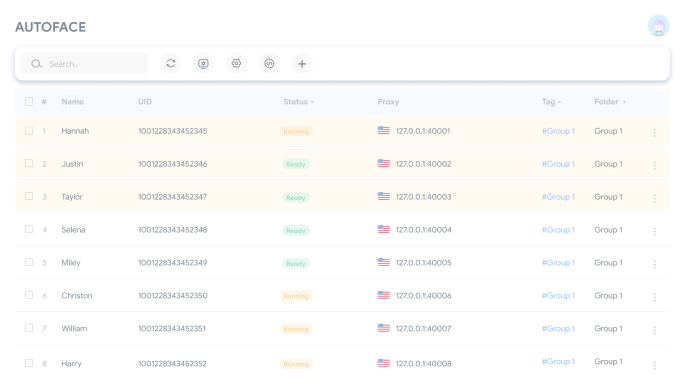 AUTOFACE
Search..
# Name UID Status Proxy Tag Folder
1 Hannah 1001228343452345 Running 127.0.0.1:40001 #Group 1 Group 1
2 Justin 1001228343452346 Ready 127.0.0.1:40002 #Group 1 Group 1
3 Taylor 1001228343452347 Ready 127.0.0.1:40003 #Group 1 Group 1
4 Selena 1001228343452348 Ready 127.0.0.1:40004 #Group 1 Group 1
5 Miley 1001228343452349 Ready 127.0.0.1:40005 #Group 1 Group 1
6 Christon 1001228343452350 Running 127.0.0.1:40006 #Group 1 Group 1
7 William 1001228343452351 Running 127.0.0.1:40007 #Group 1 Group 1
8 Harry 1001228343452352 Running 127.0.0.1:40008 #Group 1 Group 1